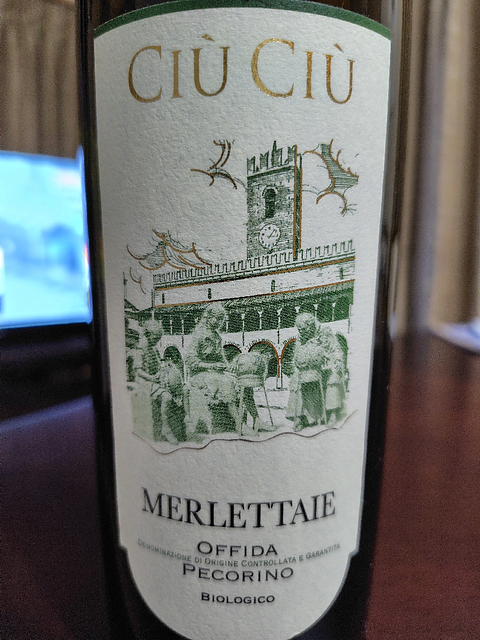 CIÙ CIÙ
MERLETTAIE
OFFIDA
DENOMINAZIONE DI ORIGINE CONTROLLATA E GARANTITA
PECORINO
BIOLOGICO